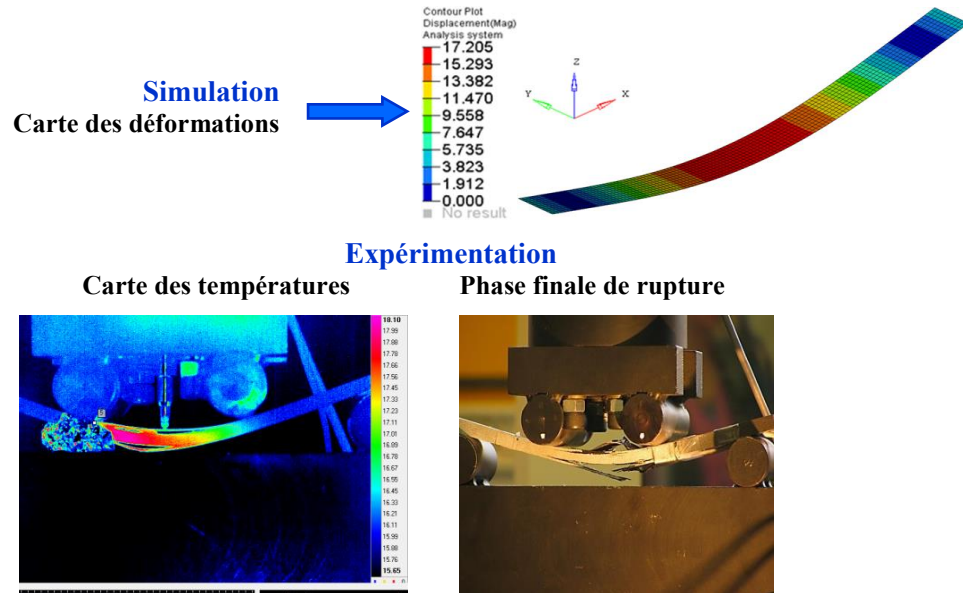 Contour Plot
Displacement(Mag)
Analysis system
17.205
15.293
13.382
11.470
9.558
7.647
5.735
3.823
1.912
0.000
No result
Z
Y
X
Simulation
Carte des déformations
Expérimentation
Carte des températures
Phase finale de rupture
18.10
17.99
17.88
17.78
17.66
17.56
17.45
17.33
17.23
17.11
17.01
16.89
16.78
16.67
16.55
16.45
16.33
16.21
16.11
15.99
15.88
15.76
15.65